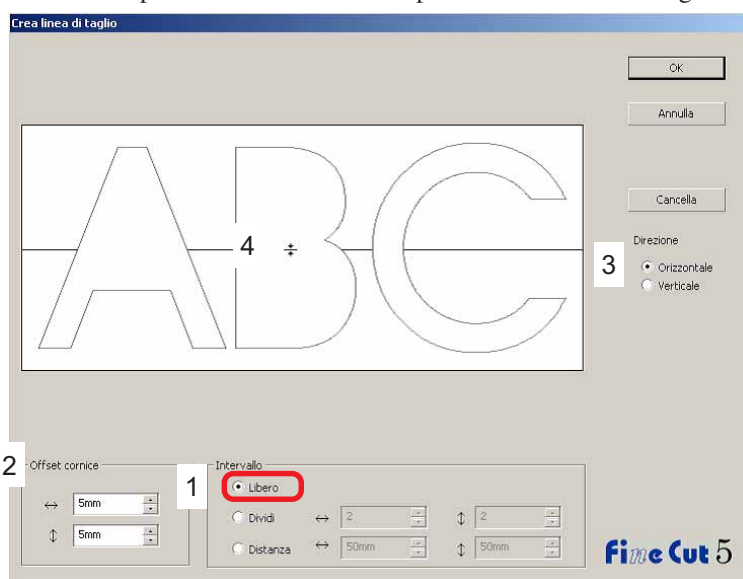 Crea linea di taglio
OK
Annulla
Cancella
ABC
4
3
Direzione
Orizzontale
Verticale
2
Offset cornice
5mm
5mm
1
Intervallo
Libero
Dividi 2 2
Distanza 50mm 50mm
Fine Cut 5